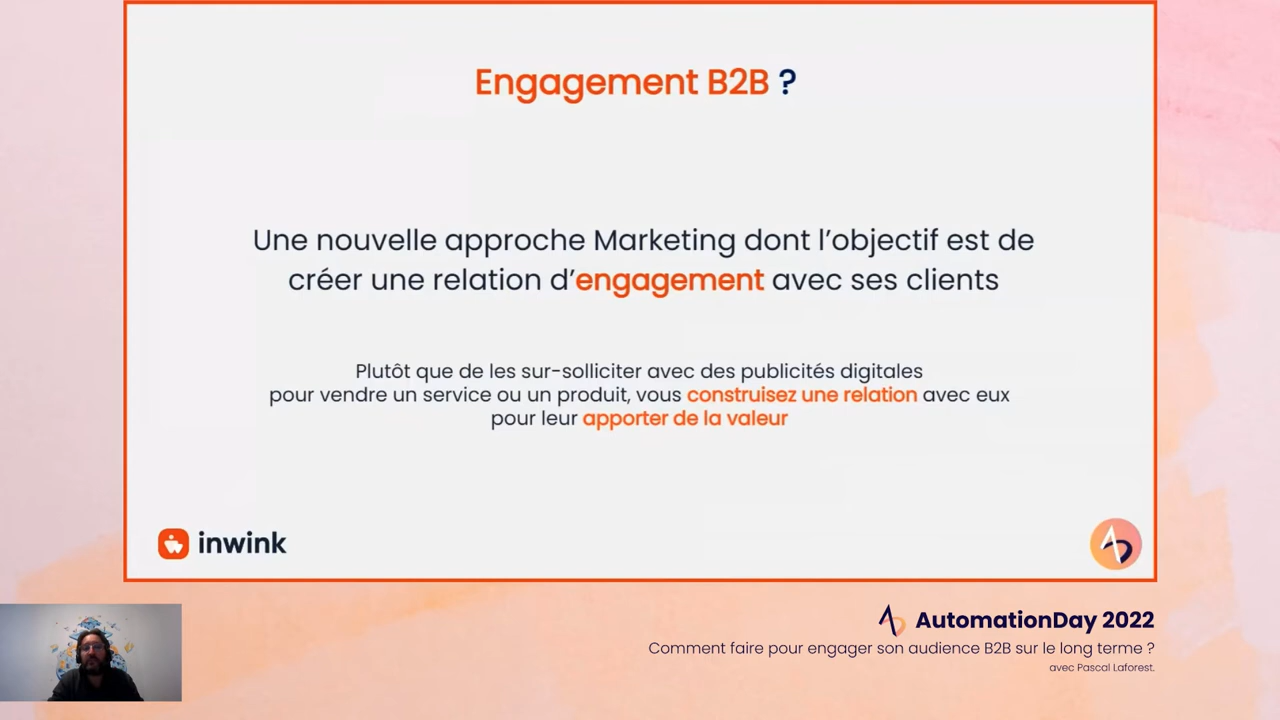 Engagement B2B ?
Une nouvelle approche Marketing dont l’objectif est de
créer une relation d’engagement avec ses clients
Plutôt que de les sur-solliciter avec des publicités digitales
pour vendre un service ou un produit, vous construisez une relation avec eux
pour leur apporter de la valeur
inwink
AutomationDay 2022
Comment faire pour engager son audience B2B sur le long terme ?
avec Pascal Laforest.